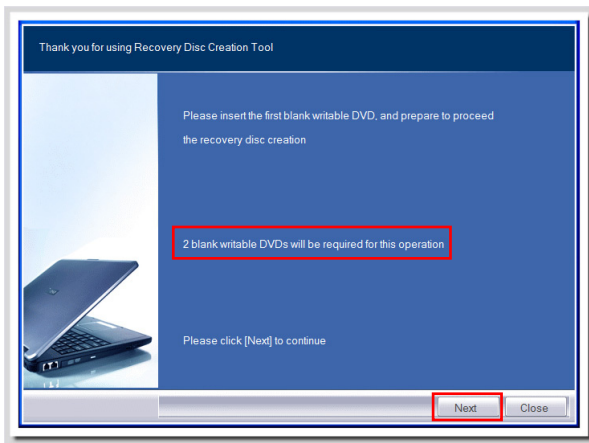 Thank you for using Recovery Disc Creation Tool
Please insert the first blank writable DVD, and prepare to proceed
the recovery disc creation
2 blank writable DVDs will be required for this operation
Please click [Next] to continue
Next
Close